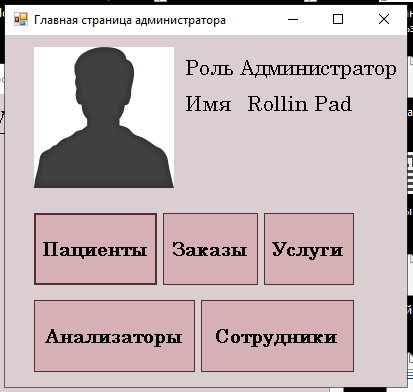 Главная страница администратора
Роль Администратор
Имя Rollin Pad
Пациенты Заказы Услуги
Анализаторы Сотрудники